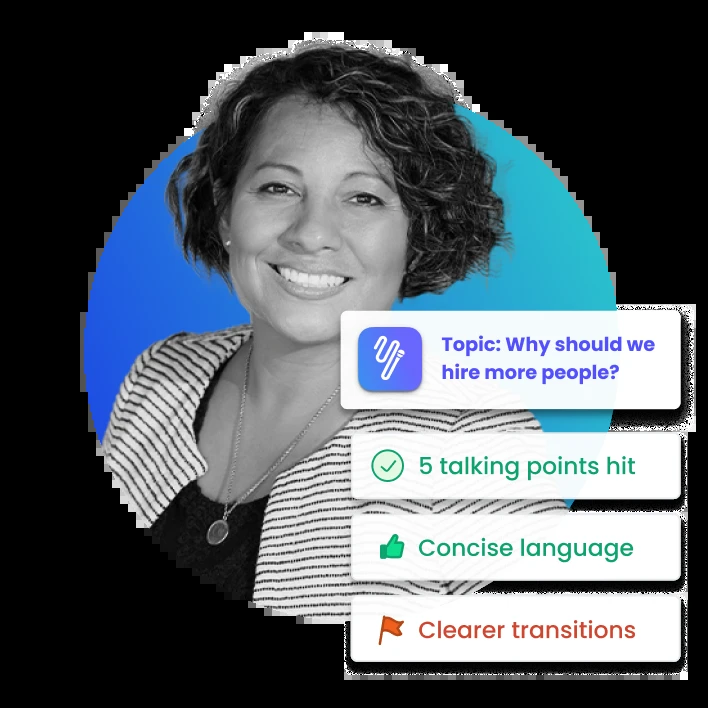 Topic: Why should we
hire more people?
5 talking points hit
Concise language
Clearer transitions